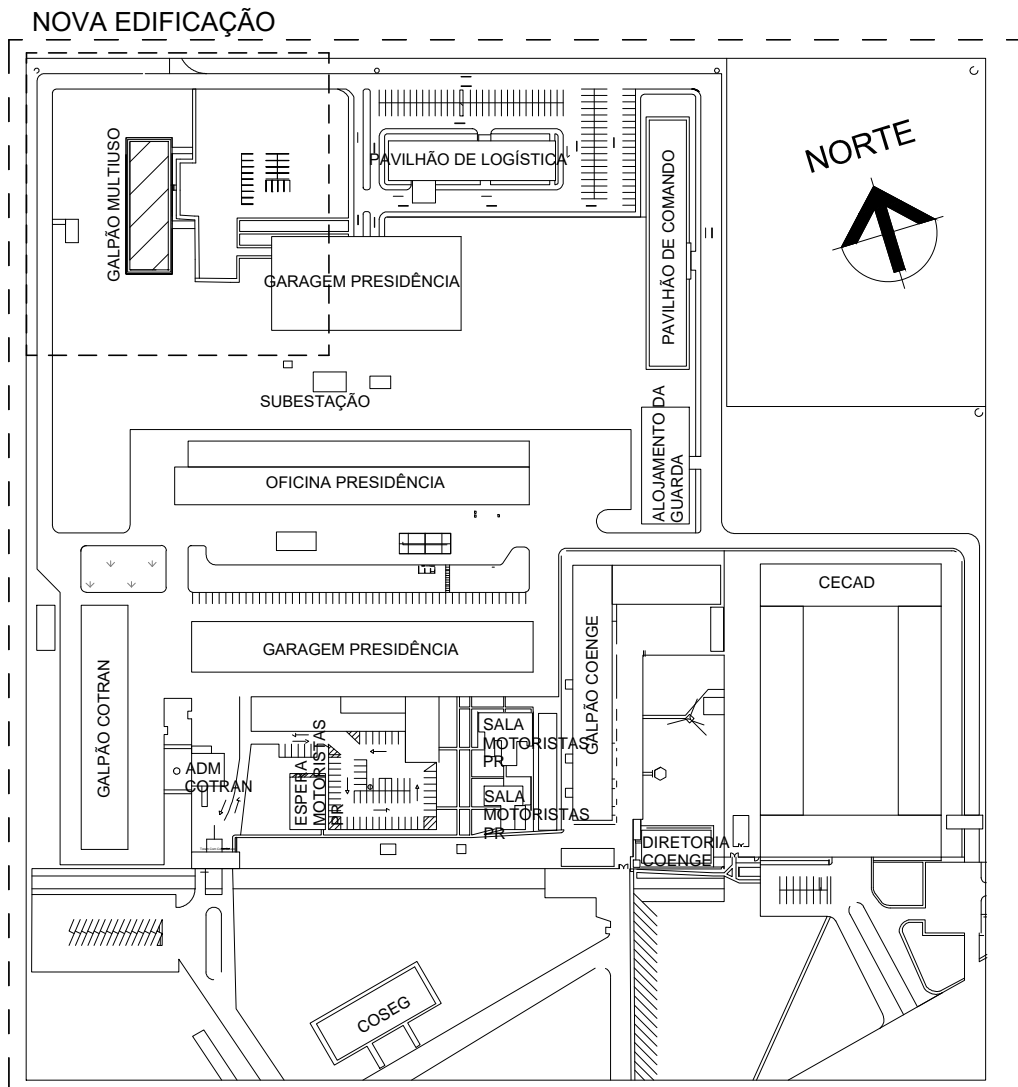 NOVA EDIFICAÇÃO
GALPÃO MULTIUSO
PAVILHÃO DE LOGÍSTICA
PAVILHÃO DE COMANDO
NORTE
GARAGEM PRESIDÊNCIA
SUBESTAÇÃO
ALOJAMENTO DA
GUARDA
OFICINA PRESIDÊNCIA
CECAD
GALPÃO COTRAN
GARAGEM PRESIDÊNCIA
GALPÃO COENGE
ADM
COTRAN
ESPERA
MOTORISTAS
PR
SALA
MOTORISTAS
PR
SALA
MOTORISTAS
PR
DIRETORIA
COENGE
COSEG